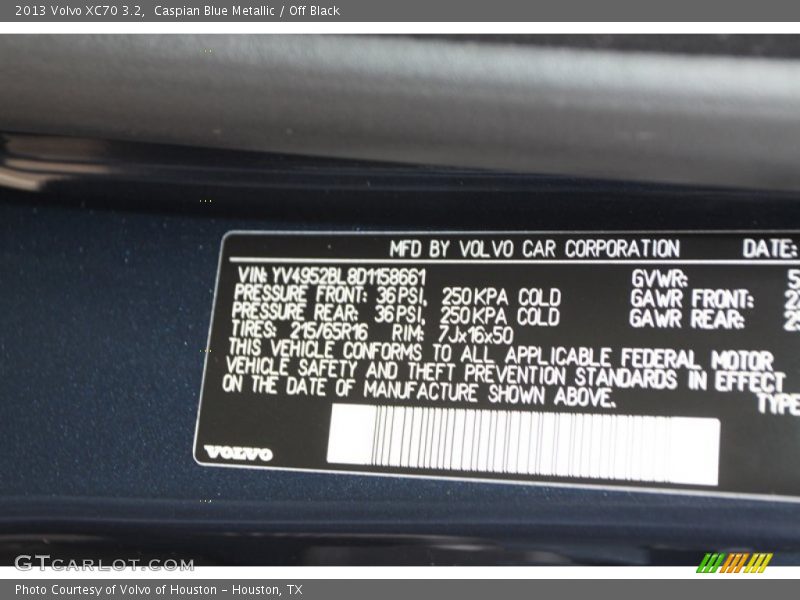 2013 Volvo XC70 3.2, Caspian Blue Metallic / Off Black
MFD BY VOLVO CAR CORPORATION DATE:
VIN: YV4952BL8D1158661 GVWR:
PRESSURE FRONT: 36 PSI, 250 KPA COLD GAWR FRONT:
PRESSURE REAR: 36 PSI, 250 KPA COLD GAWR REAR:
TIRES: 215/65R16 RIM: 7Jx16x50
THIS VEHICLE CONFORMS TO ALL APPLICABLE FEDERAL MOTOR
VEHICLE SAFETY AND THEFT PREVENTION STANDARDS IN EFFECT
ON THE DATE OF MANUFACTURE SHOWN ABOVE. TYPE
VOLVO
GTCARLOT.COM
Photo Courtesy of Volvo of Houston - Houston, TX